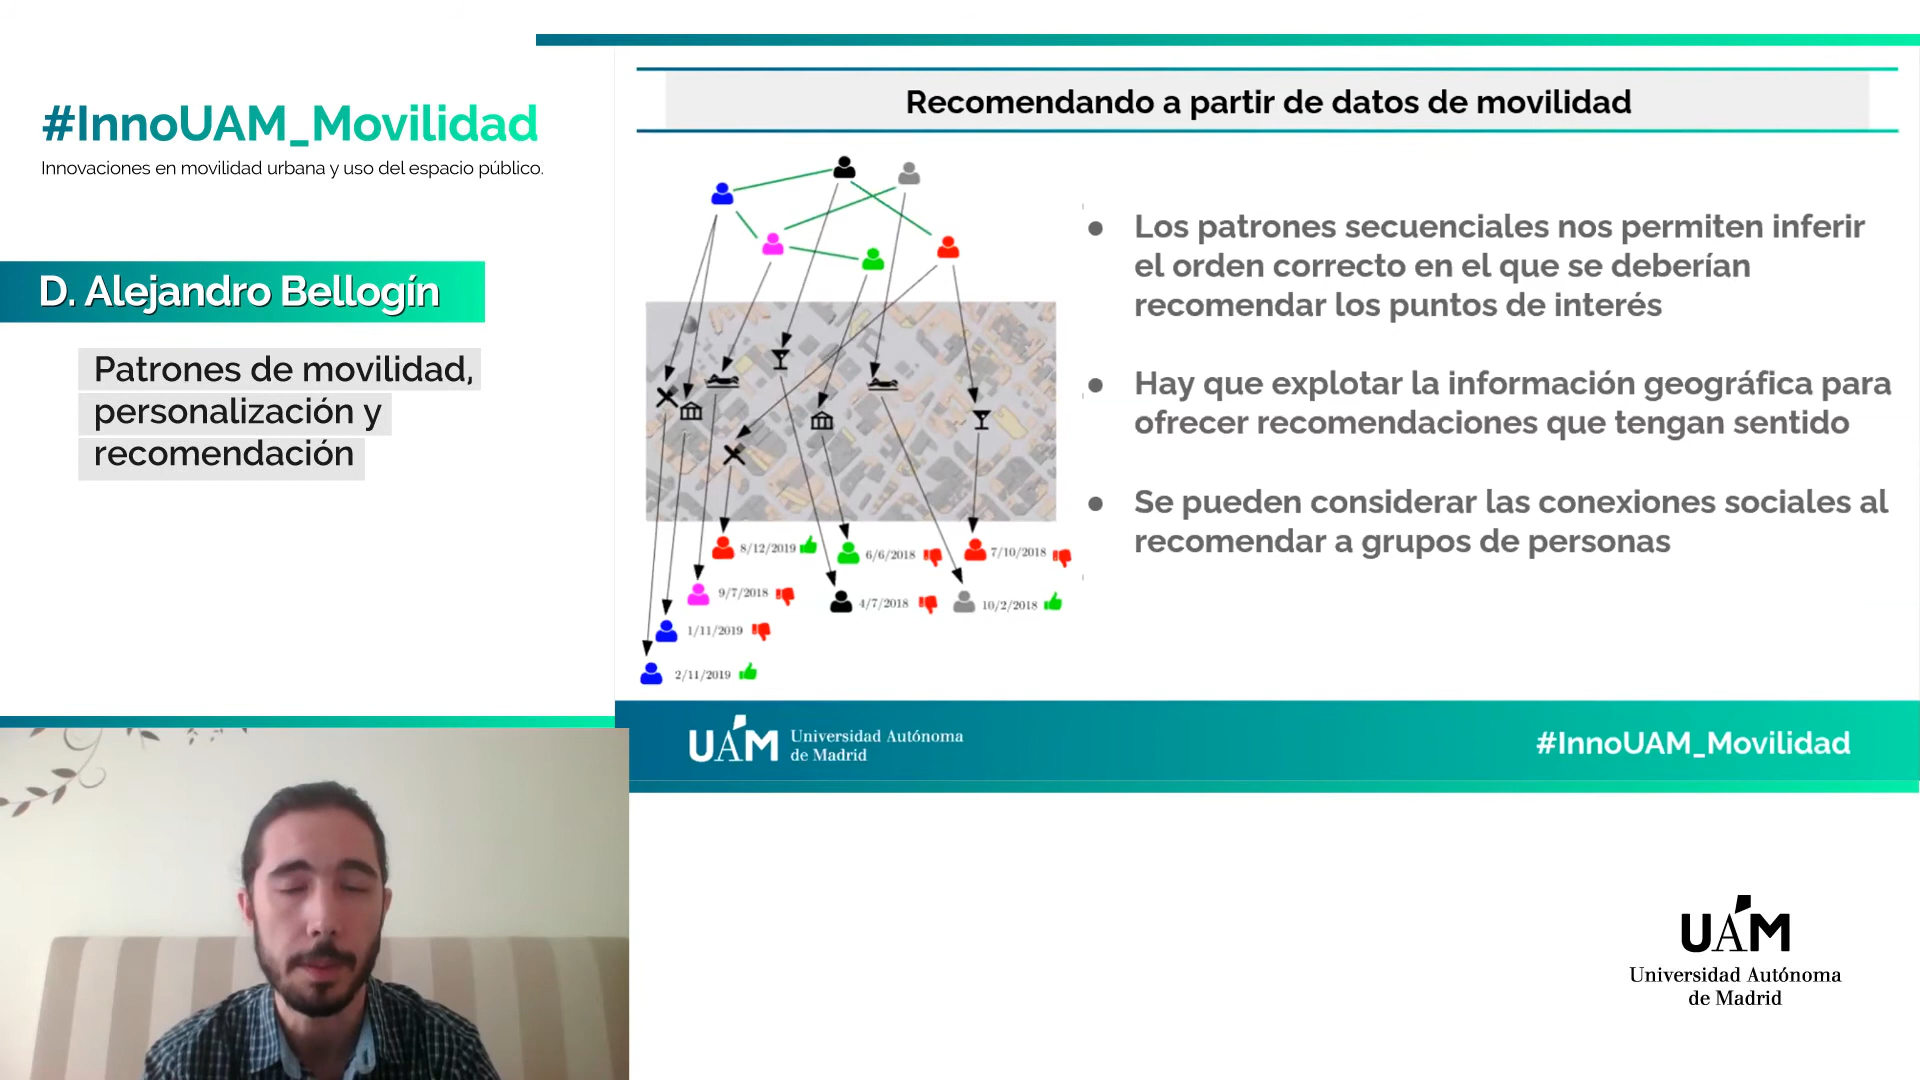 #InnoUAM_Movilidad
Innovaciones en movilidad urbana y uso del espacio público.
D. Alejandro Bellogín
Patrones de movilidad,
personalización y
recomendación
Recomendando a partir de datos de movilidad
● Los patrones secuenciales nos permiten inferir
el orden correcto en el que se deberían
recomendar los puntos de interés
● Hay que explotar la información geográfica para
ofrecer recomendaciones que tengan sentido
● Se pueden considerar las conexiones sociales al
recomendar a grupos de personas
8/12/2019
6/6/2018
7/10/2018
9/7/2018
4/7/2018
10/2/2018
1/11/2019
2/11/2019
UAM Universidad Autónoma
de Madrid
#InnoUAM_Movilidad
UAM
Universidad Autónoma
de Madrid